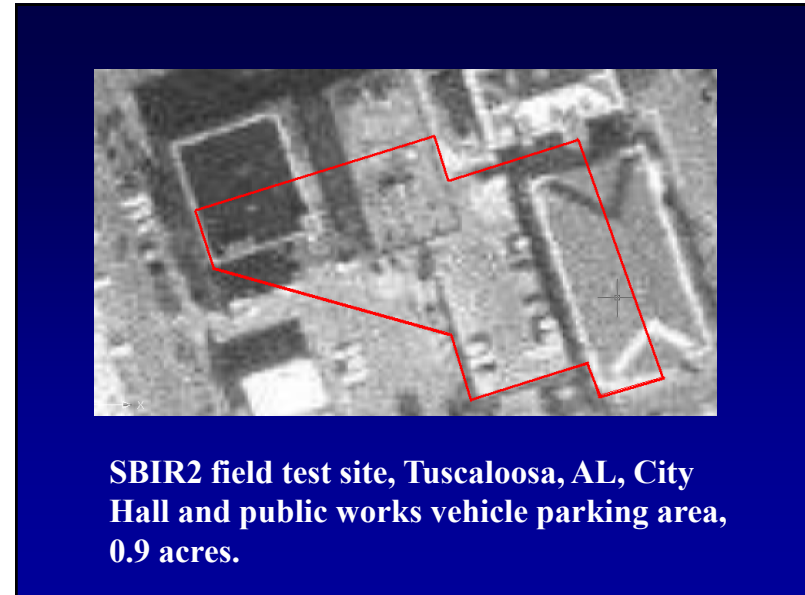 SBIR2 field test site, Tuscaloosa, AL, City
Hall and public works vehicle parking area,
0.9 acres.